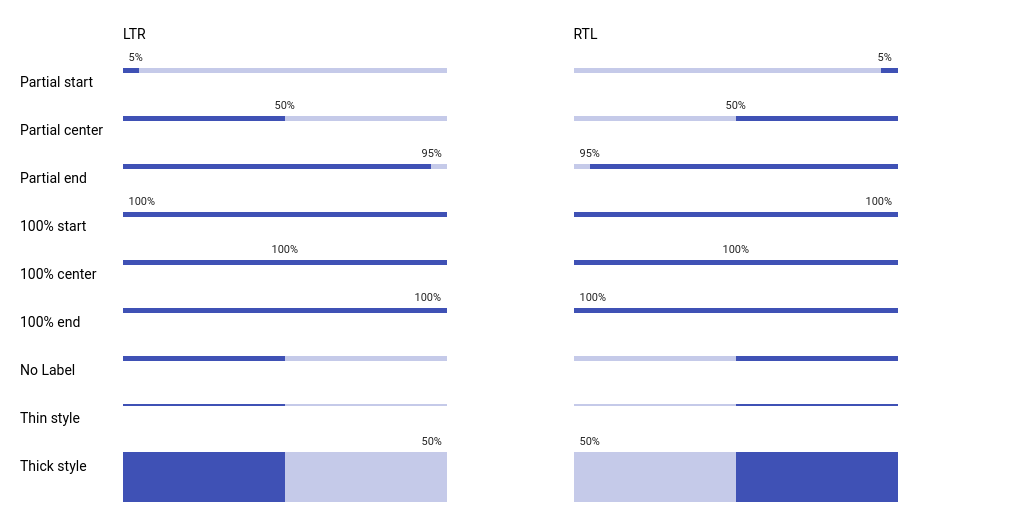 LTR RTL
5% 5%
Partial start
50% 50%
Partial center
95% 95%
Partial end
100% 100%
100% start
100% 100%
100% center
100% 100%
100% end
No Label
Thin style
50% 50%
Thick style